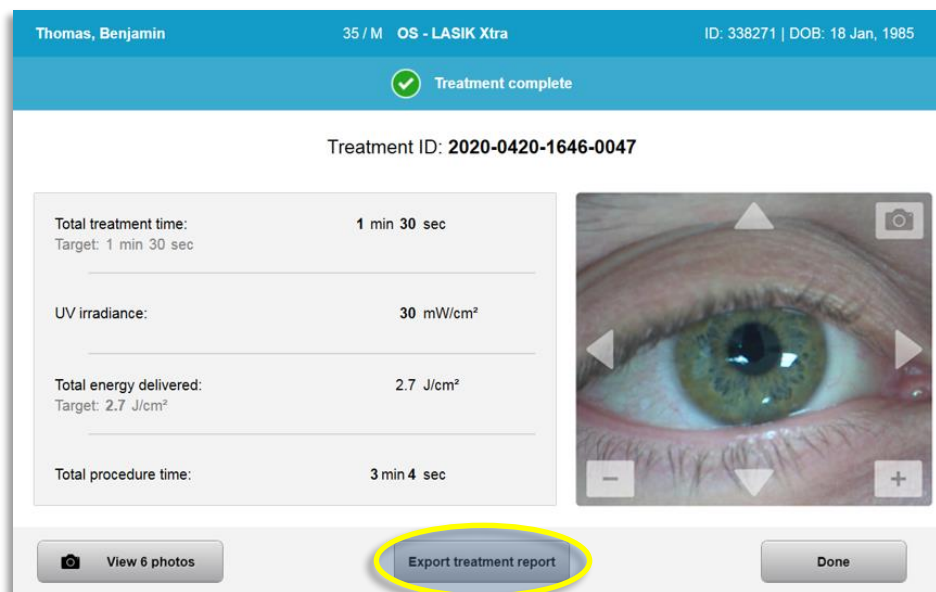 Thomas, Benjamin 35 / M OS - LASIK Xtra ID: 338271 | DOB: 18 Jan, 1985
Treatment complete
Treatment ID: 2020-0420-1646-0047
Total treatment time: 1 min 30 sec
Target: 1 min 30 sec
UV irradiance: 30 mW/cm²
Total energy delivered: 2.7 J/cm²
Target: 2.7 J/cm²
Total procedure time: 3 min 4 sec
− +
View 6 photos Export treatment report Done